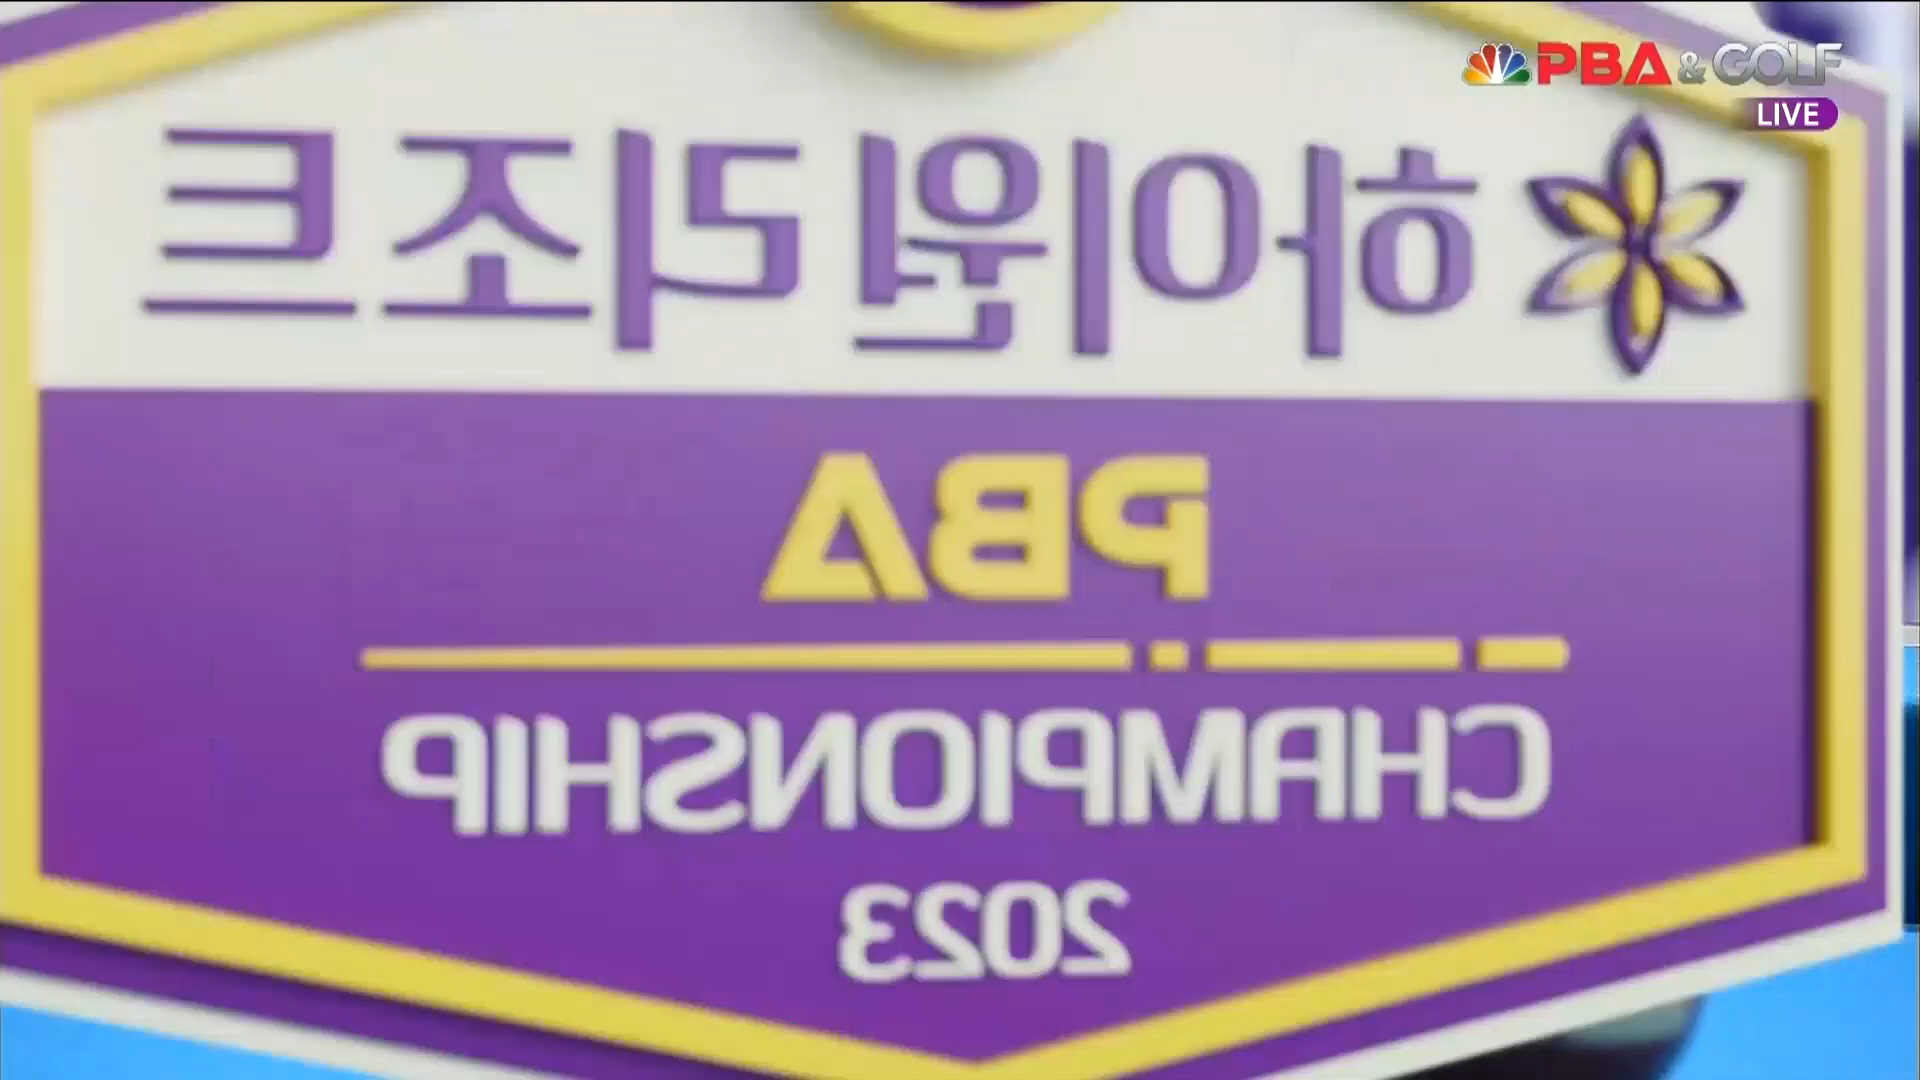 PBA & GOLF
LIVE
하이원리조트
PBA
CHAMPIONSHIP
2023